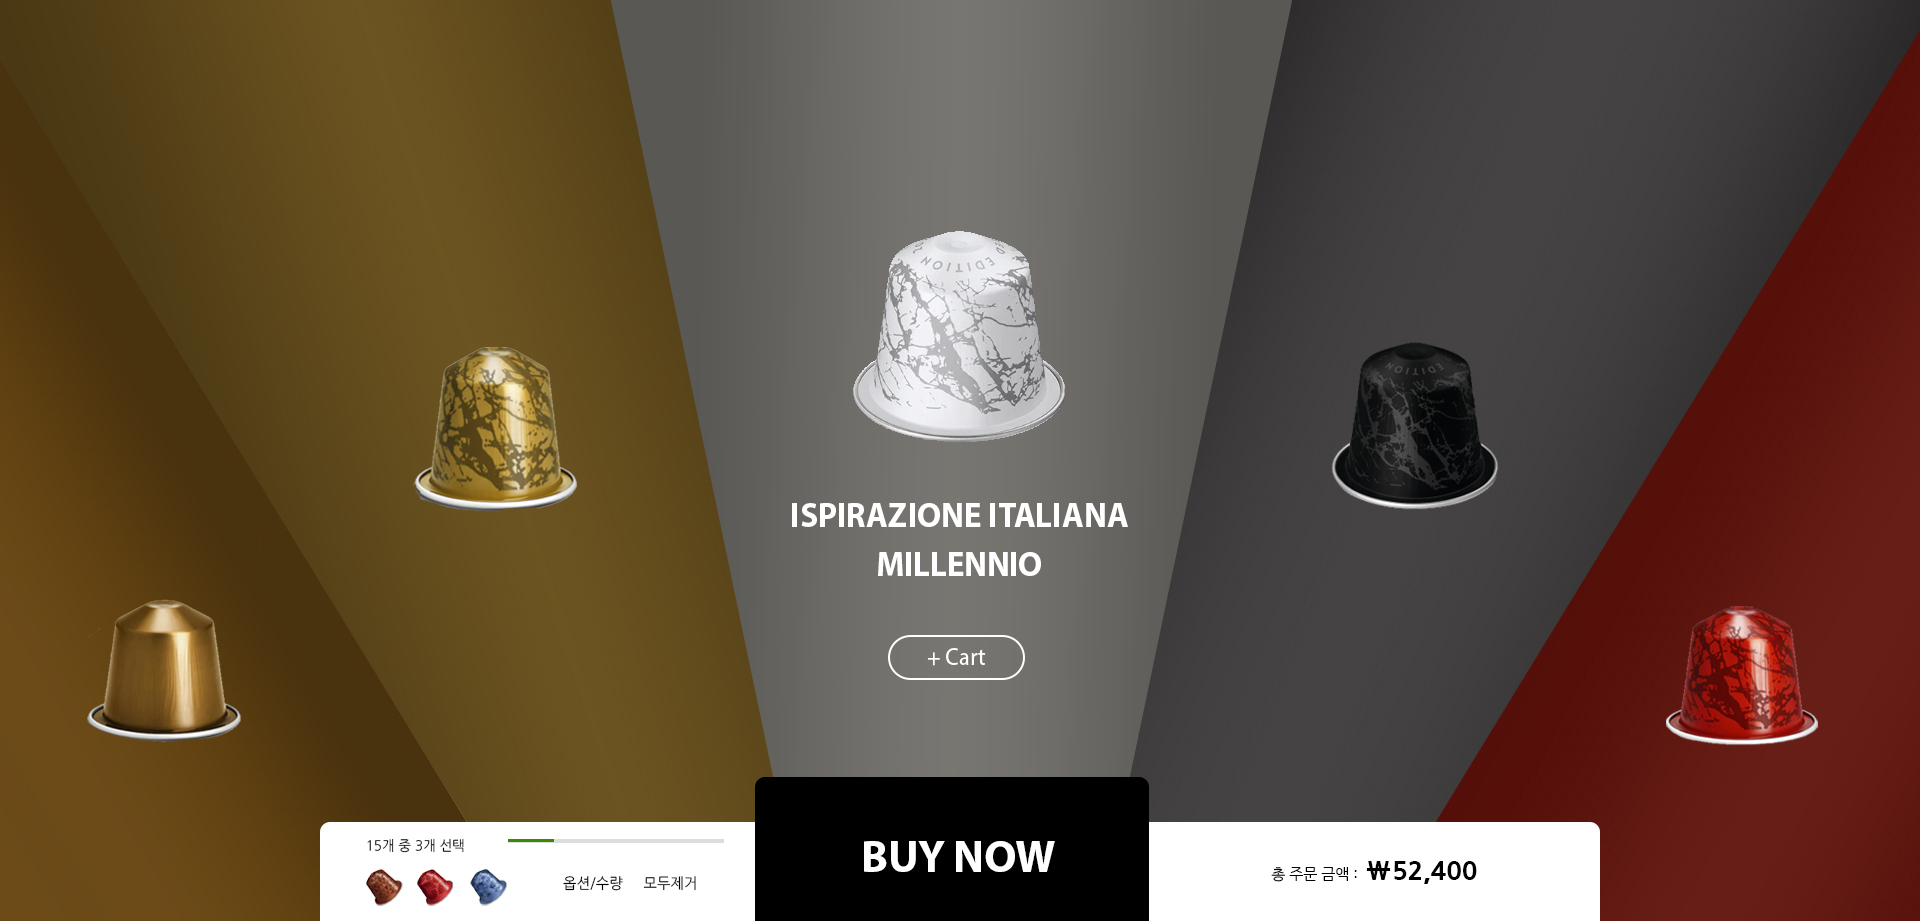 EDITION
EDITION
ISPIRAZIONE ITALIANA
MILLENNIO
+ Cart
15개 중 3개 선택
옵션/수량 모두제거
BUY NOW
총 주문 금액 : ₩52,400